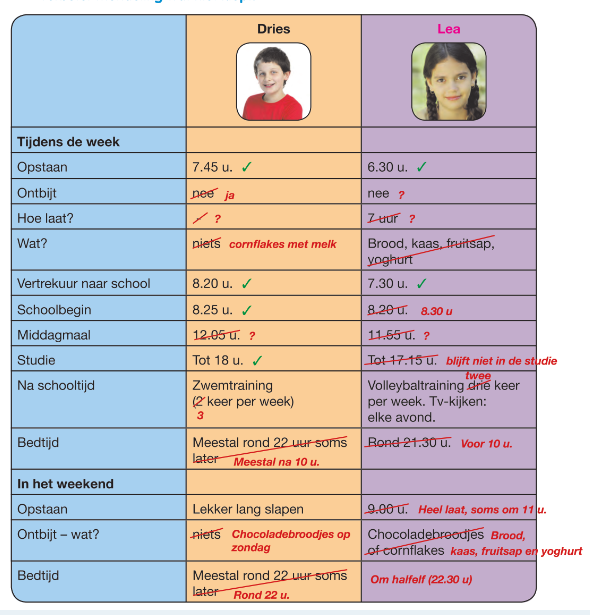 Dries Lea
Tijdens de week
Opstaan 7.45 u. ✓ 6.30 u. ✓
Ontbijt nee ja nee ?
Hoe laat? - ? 7 uur ?
Wat? niets cornflakes met melk Brood, kaas, fruitsap,
yoghurt
Vertrekuur naar school 8.20 u. ✓ 7.30 u. ✓
Schoolbegin 8.25 u. ✓ 8.20 u. 8.30 u
Middagmaal 12.05 u. ? 11.55 u. ?
Studie Tot 18 u. ✓ Tot 17.15 u. blijft niet in de studie
twee
Na schooltijd Zwemtraining Volleybaltraining drie keer
(2 keer per week) per week. Tv-kijken:
3 elke avond.
Bedtijd Meestal rond 22 uur soms Rond 21.30 u. Voor 10 u.
later Meestal na 10 u.
In het weekend
Opstaan Lekker lang slapen 9.00 u. Heel laat, soms om 11 u.
Ontbijt – wat? niets Chocoladebroodjes op Chocoladebroodjes Brood,
zondag of cornflakes kaas, fruitsap en yoghurt
Bedtijd Meestal rond 22 uur soms Om halfelf (22.30 u)
later Rond 22 u.